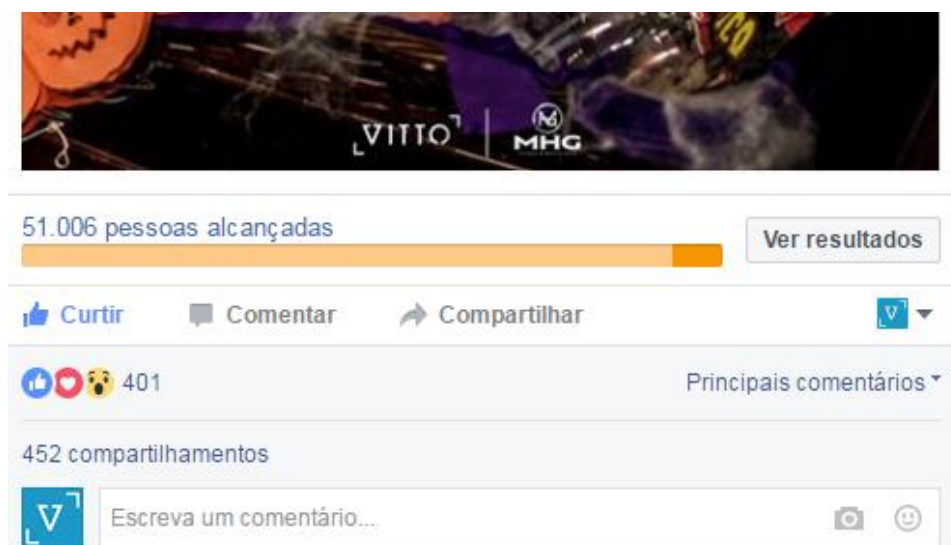 VITTO
MHG
51.006 pessoas alcançadas
Ver resultados
Curtir
Comentar
Compartilhar
V
401
Principais comentários
452 compartilhamentos
V
Escreva um comentário...